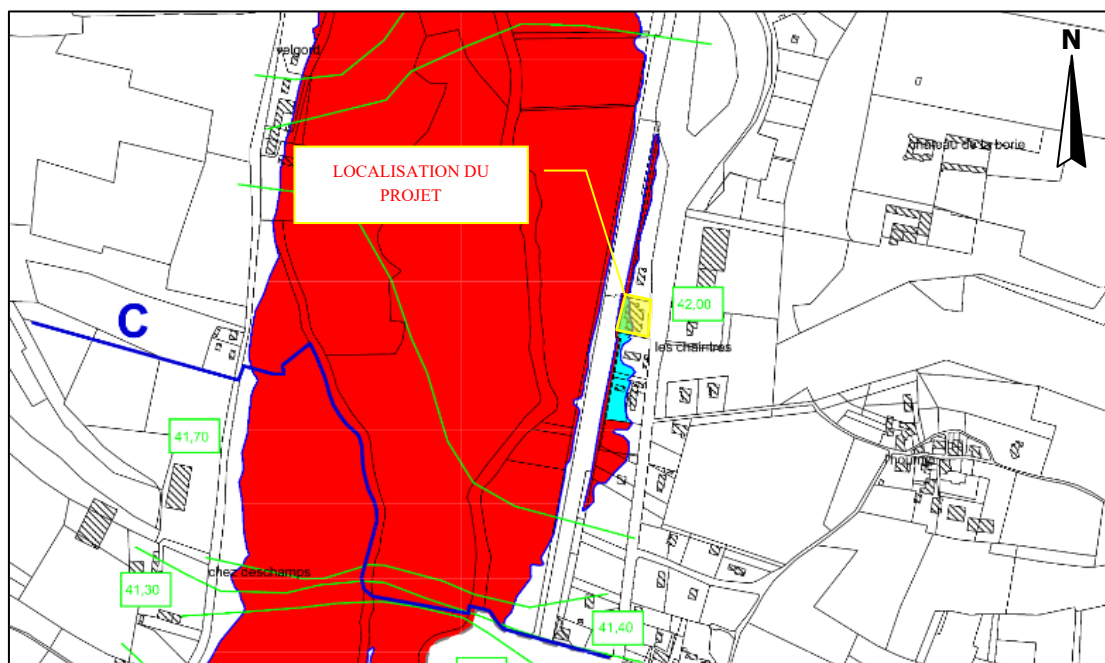 velgord
N
chateau de la borie
LOCALISATION DU
PROJET
42,00
C
les chaintres
41,70
chez deschamps
41,30
41,40